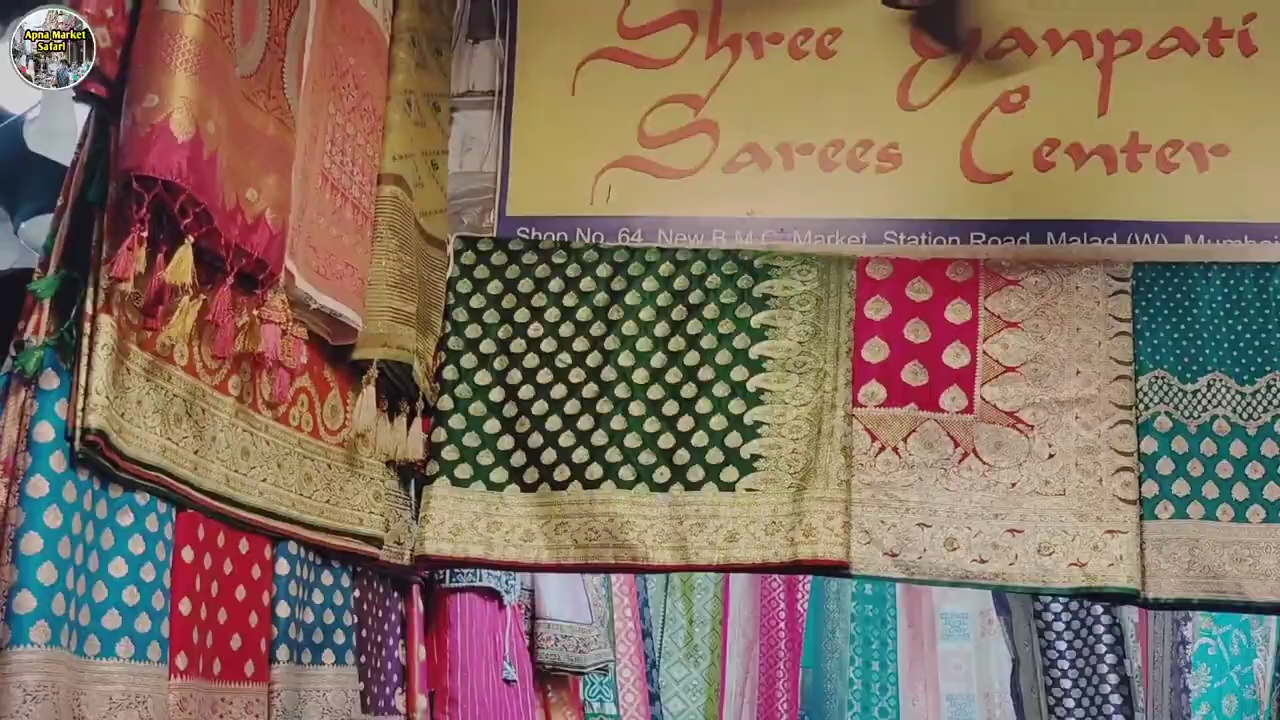 Apna Market
Safari
Shree Ganpati
Sarees Center
Shop No. 64, New B.M.C. Market, Station Road, Malad (W), Mumbai